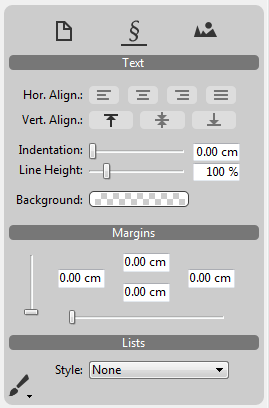 §
Text
Hor. Align.:
Vert. Align.:
Indentation: 0.00 cm
Line Height: 100 %
Background:
Margins
0.00 cm
0.00 cm 0.00 cm
0.00 cm
Lists
Style: None